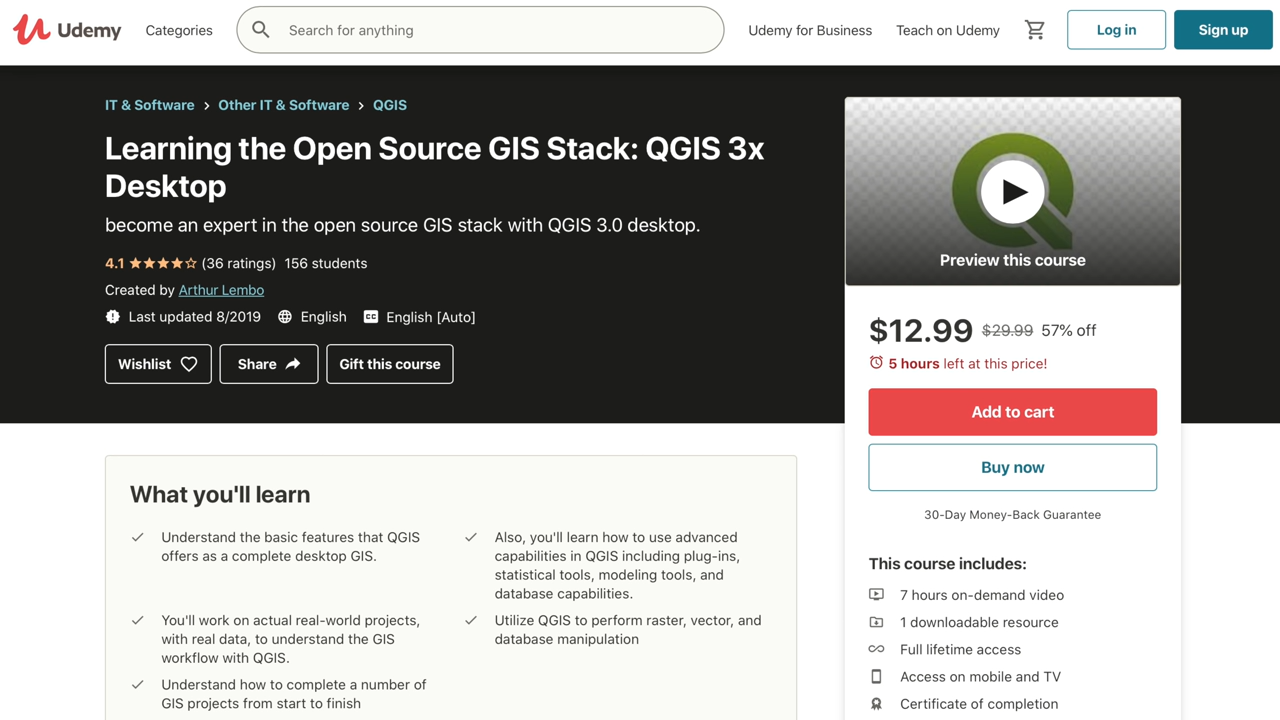 Udemy Categories Search for anything Udemy for Business Teach on Udemy Log in Sign up
IT & Software > Other IT & Software > QGIS
Learning the Open Source GIS Stack: QGIS 3x
Desktop
become an expert in the open source GIS stack with QGIS 3.0 desktop.
4.1 (36 ratings) 156 students
Created by Arthur Lembo
Last updated 8/2019 English CC English [Auto]
Wishlist Share Gift this course
Preview this course
$12.99 $29.99 57% off
5 hours left at this price!
Add to cart
Buy now
30-Day Money-Back Guarantee
This course includes:
7 hours on-demand video
1 downloadable resource
Full lifetime access
Access on mobile and TV
Certificate of completion
What you'll learn
Understand the basic features that QGIS
offers as a complete desktop GIS.
Also, you'll learn how to use advanced
capabilities in QGIS including plug-ins,
statistical tools, modeling tools, and
database capabilities.
You'll work on actual real-world projects,
with real data, to understand the GIS
workflow with QGIS.
Utilize QGIS to perform raster, vector, and
database manipulation
Understand how to complete a number of
GIS projects from start to finish